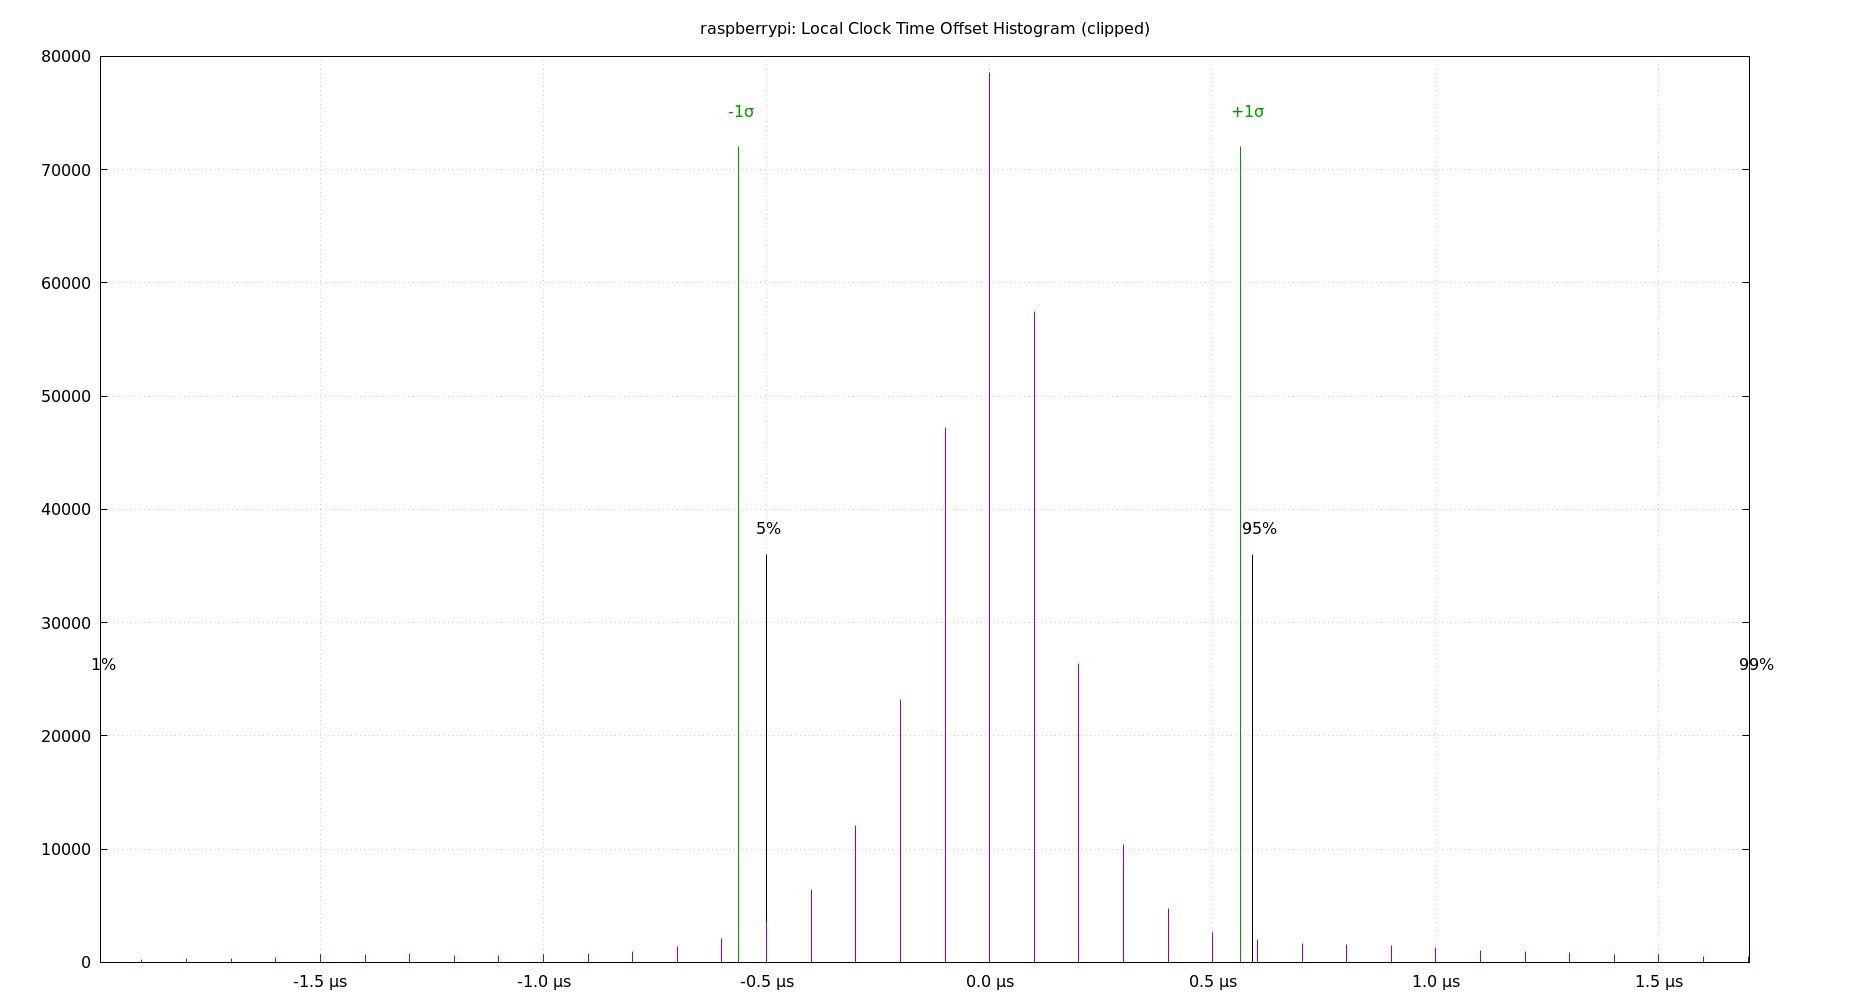 raspberrypi: Local Clock Time Offset Histogram (clipped)
80000
-1σ
+1σ
70000
60000
50000
40000
5%
95%
30000
1%
99%
20000
10000
0
-1.5 μs
-1.0 μs
-0.5 μs
0.0 μs
0.5 μs
1.0 μs
1.5 μs